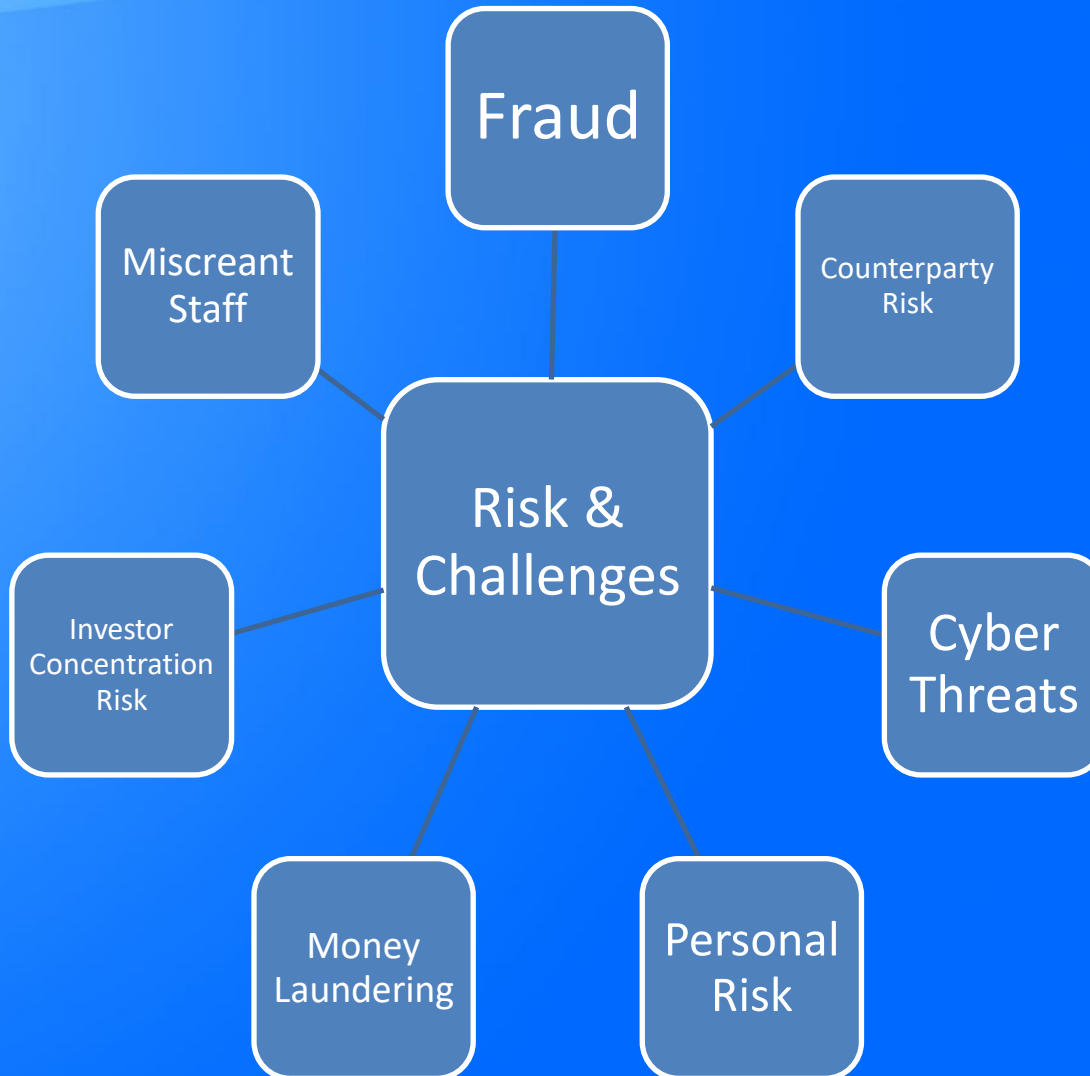 Fraud
Miscreant
Staff
Counterparty
Risk
Risk &
Challenges
Investor
Concentration
Risk
Cyber
Threats
Money
Laundering
Personal
Risk